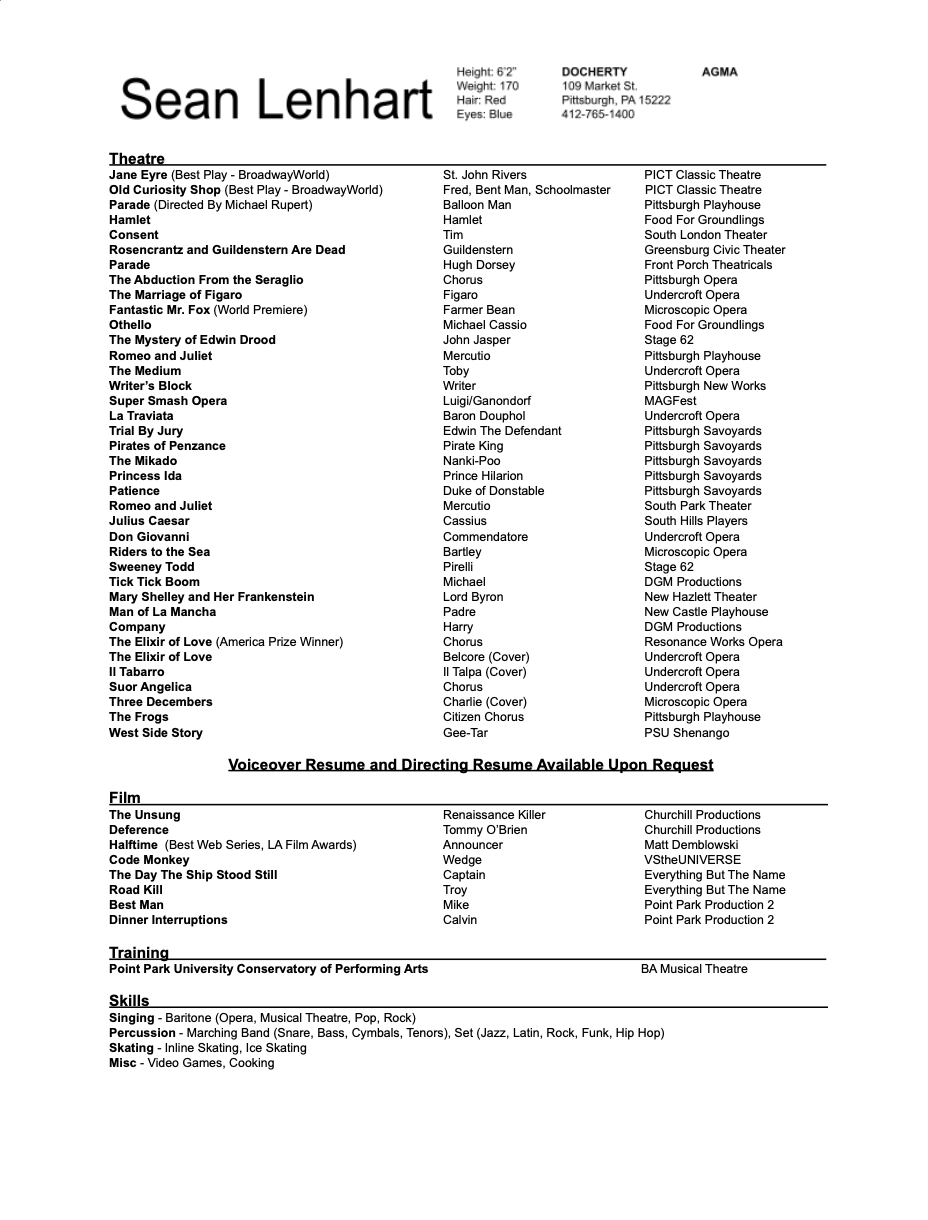 Sean Lenhart
Height: 6'2" DOCHERTY AGMA
Weight: 170 109 Market St.
Hair: Red Pittsburgh, PA 15222
Eyes: Blue 412-765-1400
Theatre
Jane Eyre (Best Play - BroadwayWorld) St. John Rivers PICT Classic Theatre
Old Curiosity Shop (Best Play - BroadwayWorld) Fred, Bent Man, Schoolmaster PICT Classic Theatre
Parade (Directed By Michael Rupert) Balloon Man Pittsburgh Playhouse
Hamlet Hamlet Food For Groundlings
Consent Tim South London Theater
Rosencrantz and Guildenstern Are Dead Guildenstern Greensburg Civic Theater
Parade Hugh Dorsey Front Porch Theatricals
The Abduction From the Seraglio Chorus Pittsburgh Opera
The Marriage of Figaro Figaro Undercroft Opera
Fantastic Mr. Fox (World Premiere) Farmer Bean Microscopic Opera
Othello Michael Cassio Food For Groundlings
The Mystery of Edwin Drood John Jasper Stage 62
Romeo and Juliet Mercutio Pittsburgh Playhouse
The Medium Toby Undercroft Opera
Writer's Block Writer Pittsburgh New Works
Super Smash Opera Luigi/Ganondorf MAGFest
La Traviata Baron Douphol Undercroft Opera
Trial By Jury Edwin The Defendant Pittsburgh Savoyards
Pirates of Penzance Pirate King Pittsburgh Savoyards
The Mikado Nanki-Poo Pittsburgh Savoyards
Princess Ida Prince Hilarion Pittsburgh Savoyards
Patience Duke of Donstable Pittsburgh Savoyards
Romeo and Juliet Mercutio South Park Theater
Julius Caesar Cassius South Hills Players
Don Giovanni Commendatore Undercroft Opera
Riders to the Sea Bartley Microscopic Opera
Sweeney Todd Pirelli Stage 62
Tick Tick Boom Michael DGM Productions
Mary Shelley and Her Frankenstein Lord Byron New Hazlett Theater
Man of La Mancha Padre New Castle Playhouse
Company Harry DGM Productions
The Elixir of Love (America Prize Winner) Chorus Resonance Works Opera
The Elixir of Love Belcore (Cover) Undercroft Opera
Il Tabarro Il Talpa (Cover) Undercroft Opera
Suor Angelica Chorus Undercroft Opera
Three Decembers Charlie (Cover) Microscopic Opera
The Frogs Citizen Chorus Pittsburgh Playhouse
West Side Story Gee-Tar PSU Shenango
Voiceover Resume and Directing Resume Available Upon Request
Film
The Unsung Renaissance Killer Churchill Productions
Deference Tommy O'Brien Churchill Productions
Halftime (Best Web Series, LA Film Awards) Announcer Matt Demblowski
Code Monkey Wedge VStheUNIVERSE
The Day The Ship Stood Still Captain Everything But The Name
Road Kill Troy Everything But The Name
Best Man Mike Point Park Production 2
Dinner Interruptions Calvin Point Park Production 2
Training
Point Park University Conservatory of Performing Arts BA Musical Theatre
Skills
Singing - Baritone (Opera, Musical Theatre, Pop, Rock)
Percussion - Marching Band (Snare, Bass, Cymbals, Tenors), Set (Jazz, Latin, Rock, Funk, Hip Hop)
Skating - Inline Skating, Ice Skating
Misc - Video Games, Cooking